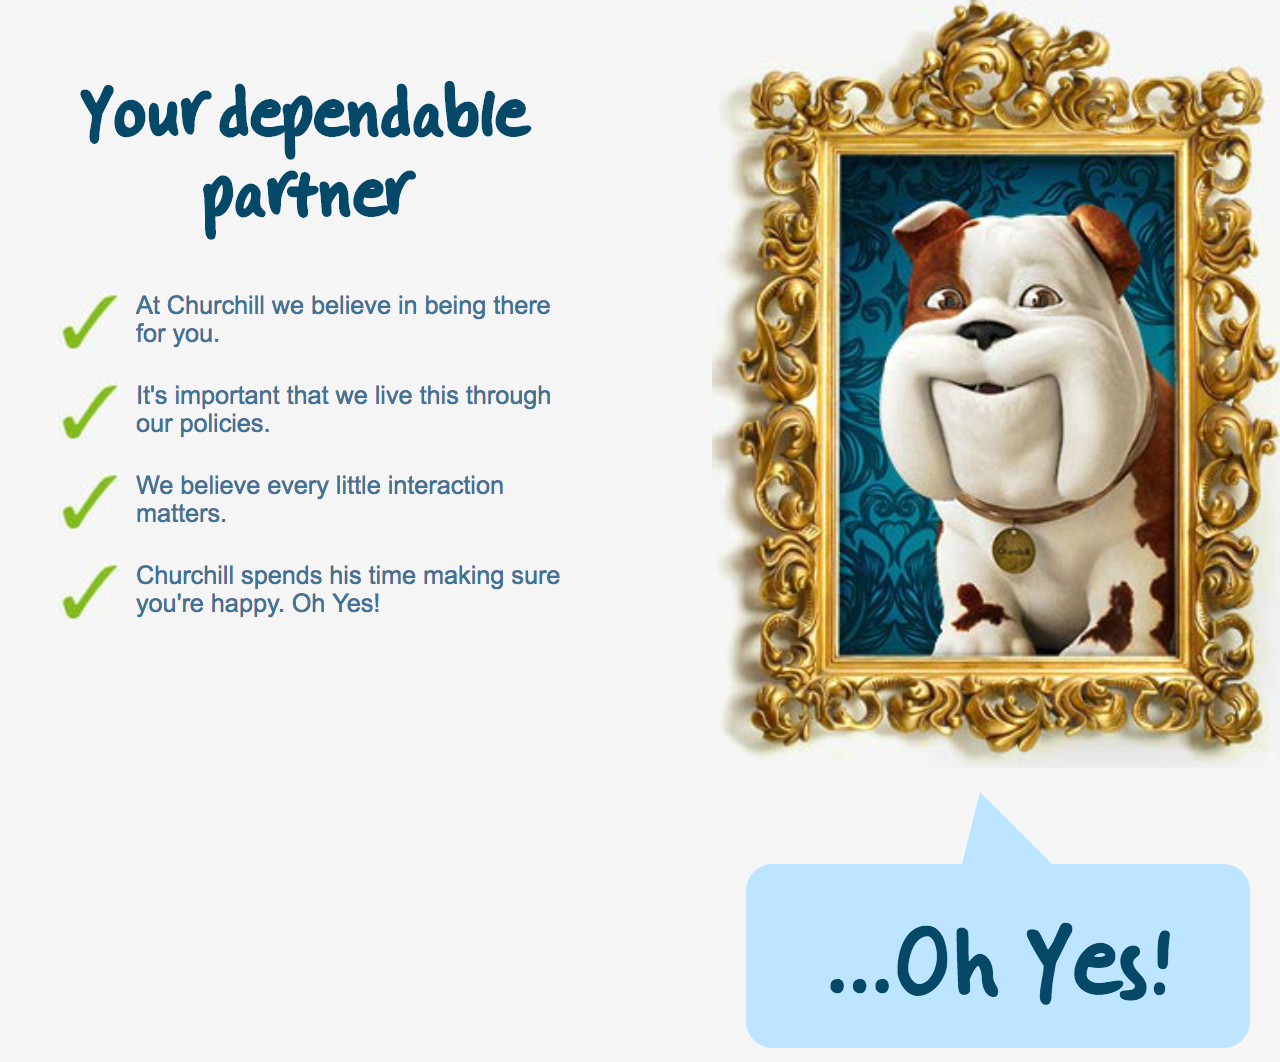 Your dependable
partner
At Churchill we believe in being there
for you.
It's important that we live this through
our policies.
We believe every little interaction
matters.
Churchill spends his time making sure
you're happy. Oh Yes!
Churchill
...Oh Yes!